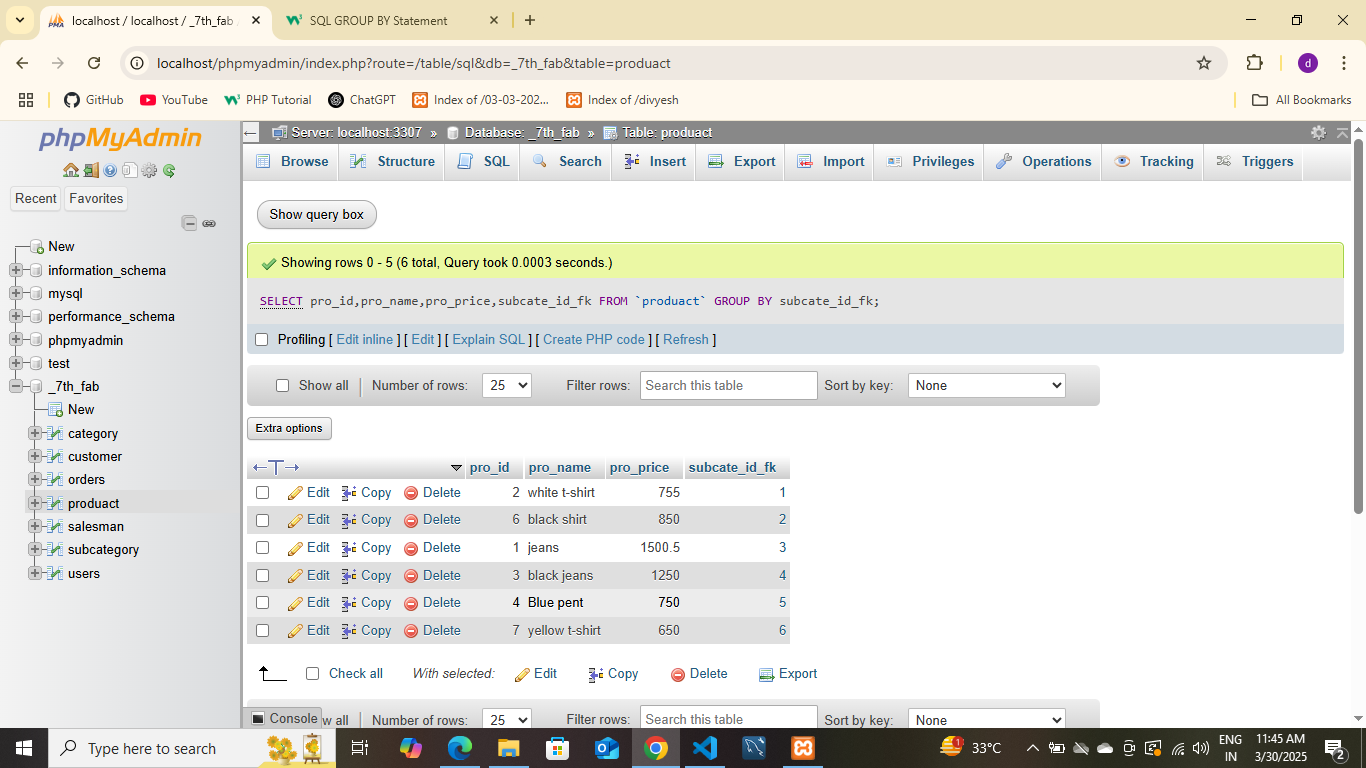 localhost / localhost / _7th_fab /
SQL GROUP BY Statement
localhost/phpmyadmin/index.php?route=/table/sql&db=_7th_fab&table=produact
d
GitHub
YouTube
PHP Tutorial
ChatGPT
Index of /03-03-202...
Index of /divyesh
All Bookmarks
phpMyAdmin
Recent
Favorites
New
information_schema
mysql
performance_schema
phpmyadmin
test
_7th_fab
New
category
customer
orders
produact
salesman
subcategory
users
Server: localhost:3307 » Database: _7th_fab » Table: produact
Browse Structure SQL Search Insert Export Import Privileges Operations Tracking Triggers
Show query box
Showing rows 0 - 5 (6 total, Query took 0.0003 seconds.)
SELECT pro_id,pro_name,pro_price,subcate_id_fk FROM `produact` GROUP BY subcate_id_fk;
Profiling [ Edit inline ] [ Edit ] [ Explain SQL ] [ Create PHP code ] [ Refresh ]
Show all | Number of rows: 25 Filter rows: Search this table Sort by key: None
Extra options
←T→ pro_id pro_name pro_price subcate_id_fk
Edit Copy Delete 2 white t-shirt 755 1
Edit Copy Delete 6 black shirt 850 2
Edit Copy Delete 1 jeans 1500.5 3
Edit Copy Delete 3 black jeans 1250 4
Edit Copy Delete 4 Blue pent 750 5
Edit Copy Delete 7 yellow t-shirt 650 6
Check all With selected: Edit Copy Delete Export
Console w all | Number of rows: 25 Filter rows: Search this table Sort by key: None
Type here to search
1
33°C
ENG
IN
11:45 AM
3/30/2025
2